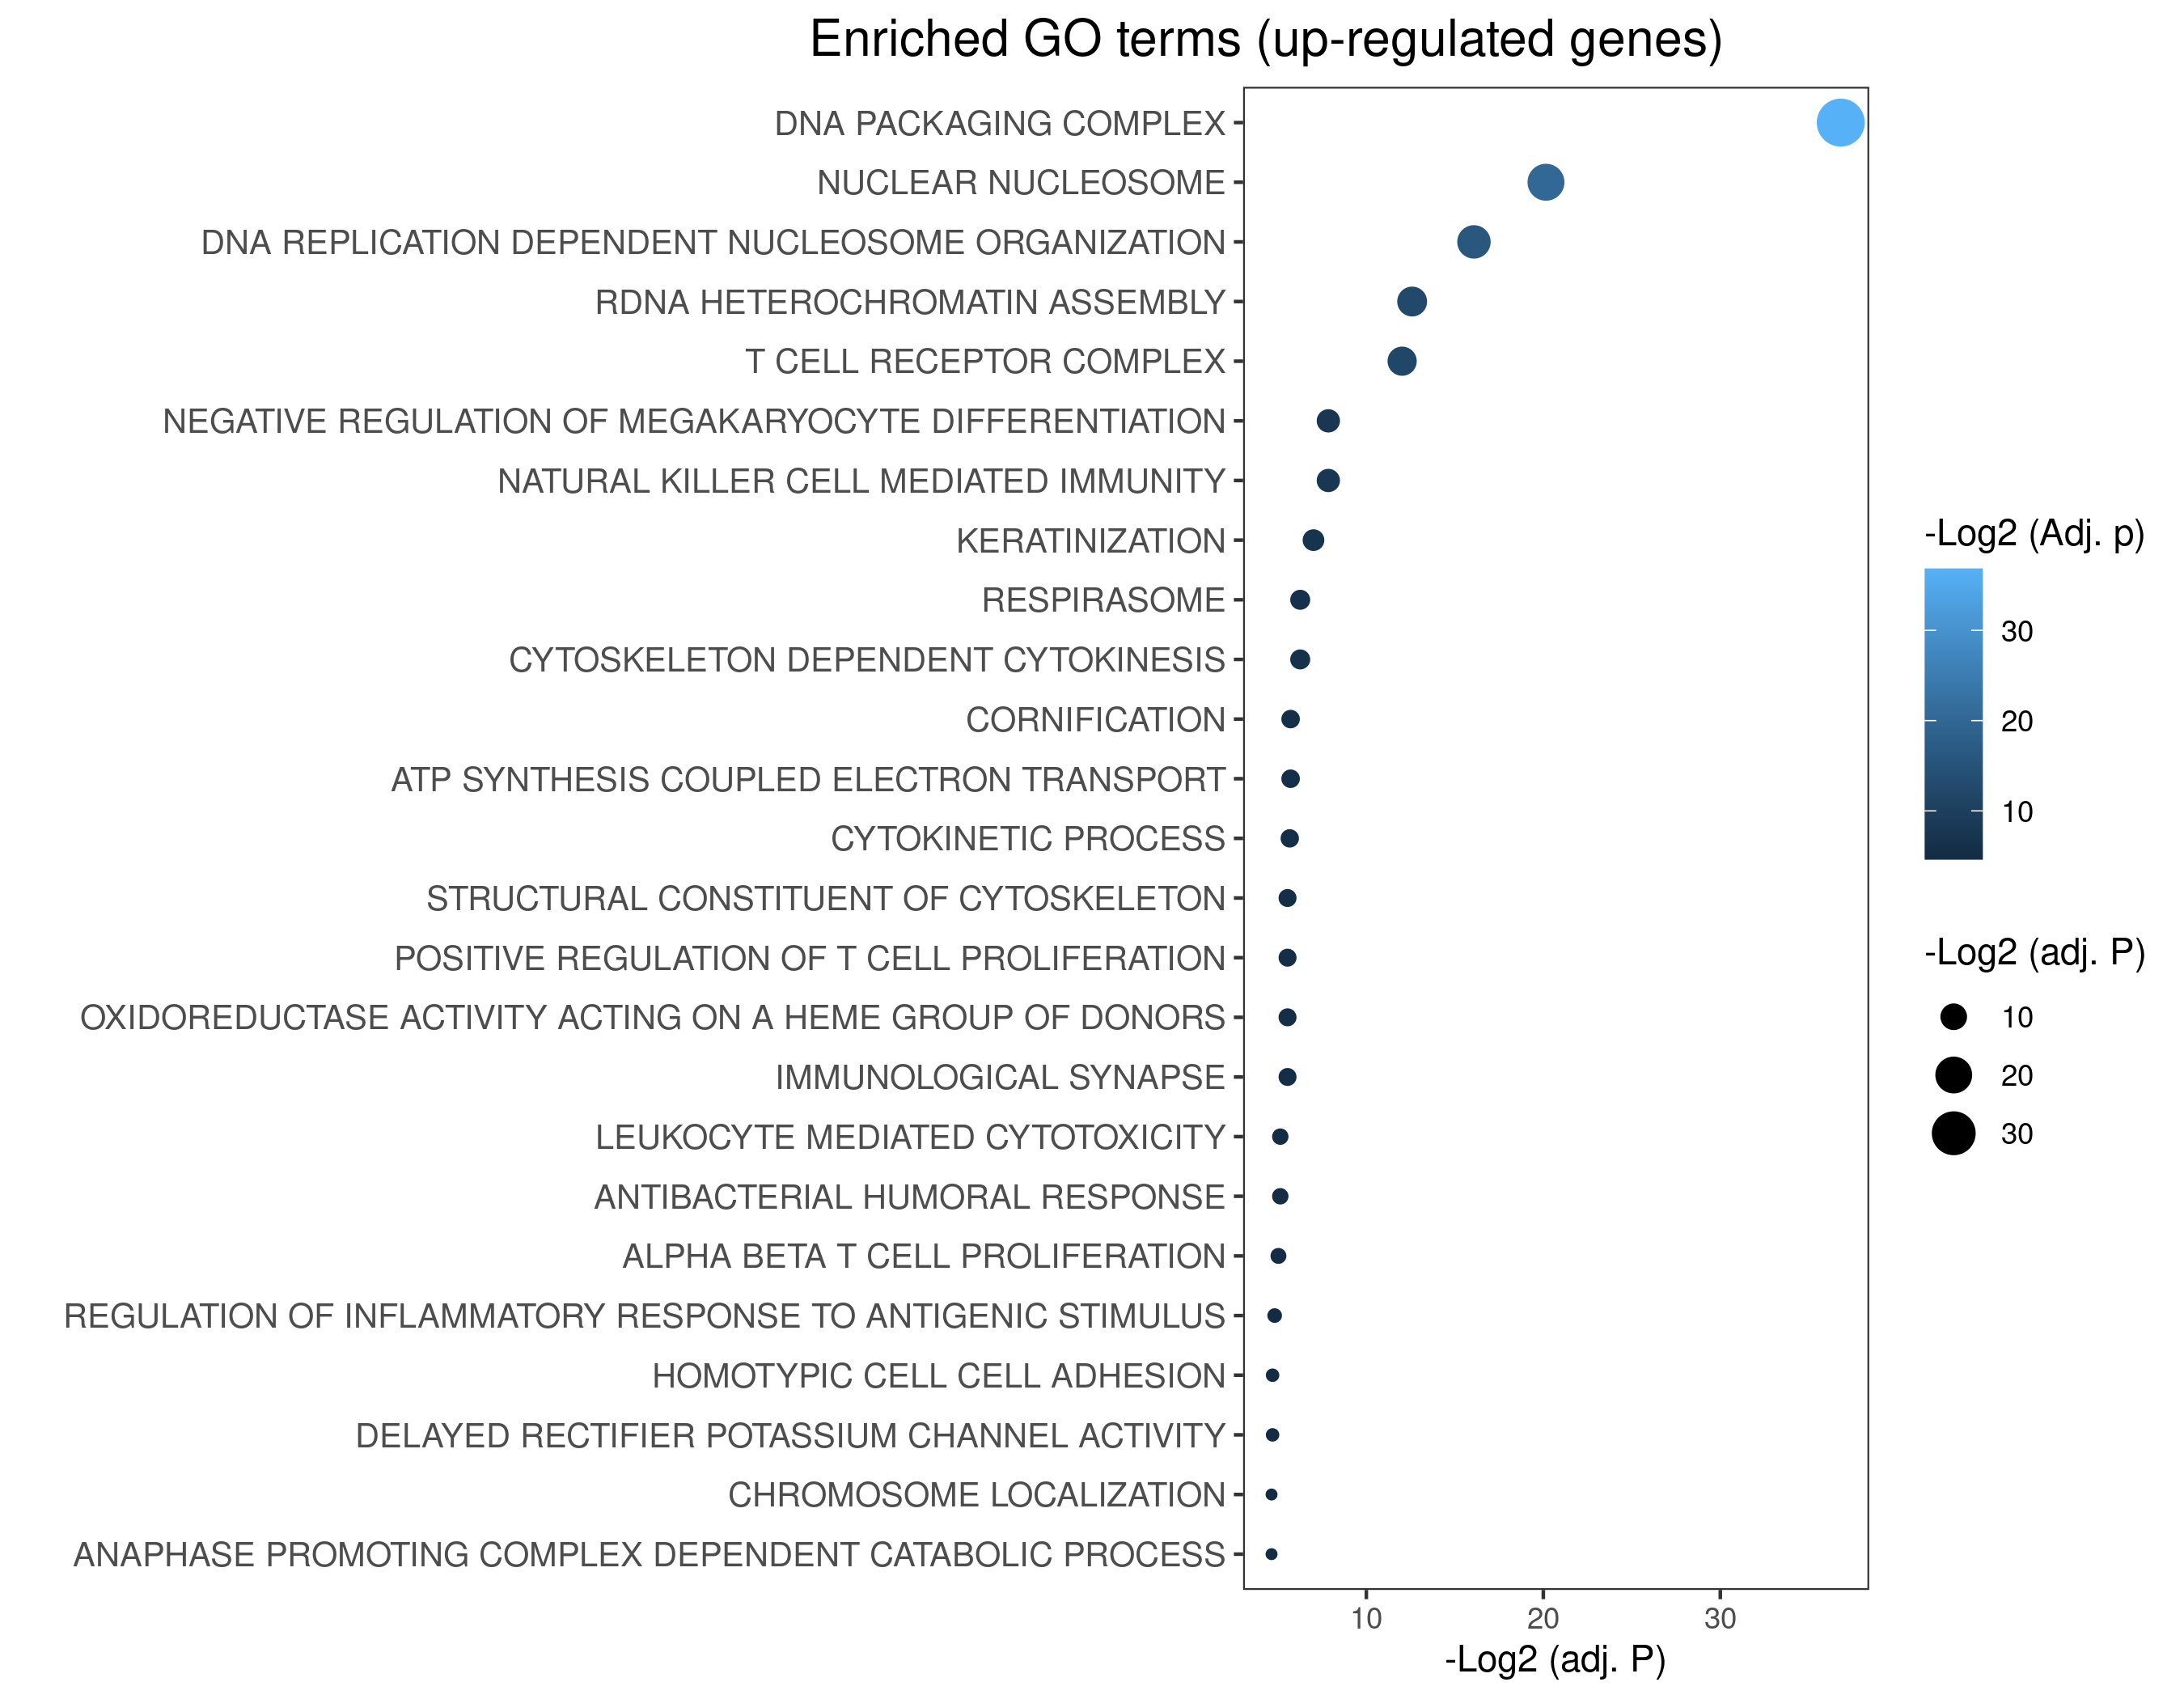 Enriched GO terms (up-regulated genes)
DNA PACKAGING COMPLEX
NUCLEAR NUCLEOSOME
DNA REPLICATION DEPENDENT NUCLEOSOME ORGANIZATION
RDNA HETEROCHROMATIN ASSEMBLY
T CELL RECEPTOR COMPLEX
NEGATIVE REGULATION OF MEGAKARYOCYTE DIFFERENTIATION
NATURAL KILLER CELL MEDIATED IMMUNITY
KERATINIZATION
RESPIRASOME
CYTOSKELETON DEPENDENT CYTOKINESIS
CORNIFICATION
ATP SYNTHESIS COUPLED ELECTRON TRANSPORT
CYTOKINETIC PROCESS
STRUCTURAL CONSTITUENT OF CYTOSKELETON
POSITIVE REGULATION OF T CELL PROLIFERATION
OXIDOREDUCTASE ACTIVITY ACTING ON A HEME GROUP OF DONORS
IMMUNOLOGICAL SYNAPSE
LEUKOCYTE MEDIATED CYTOTOXICITY
ANTIBACTERIAL HUMORAL RESPONSE
ALPHA BETA T CELL PROLIFERATION
REGULATION OF INFLAMMATORY RESPONSE TO ANTIGENIC STIMULUS
HOMOTYPIC CELL CELL ADHESION
DELAYED RECTIFIER POTASSIUM CHANNEL ACTIVITY
CHROMOSOME LOCALIZATION
ANAPHASE PROMOTING COMPLEX DEPENDENT CATABOLIC PROCESS
10 20 30
-Log2 (adj. P)
-Log2 (Adj. p)
30
20
10
-Log2 (adj. P)
10
20
30